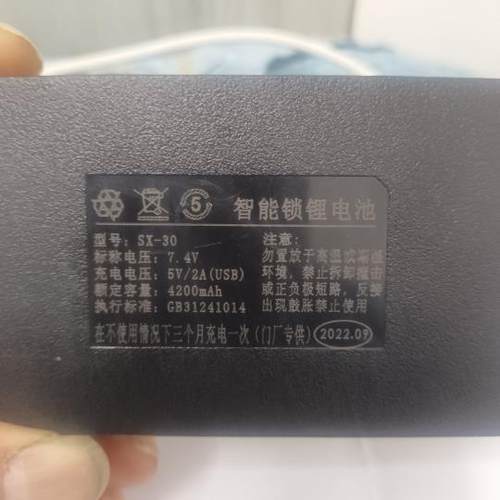 5 智能锁锂电池
型号: SX-30
标称电压: 7.4V
充电电压: 5V/2A(USB)
额定容量: 4200mAh
执行标准: GB31241014
注意:
勿置放于高温或潮湿
环境, 禁止拆卸撞击
或正负极短路, 反接
出现鼓胀禁止使用
在不使用情况下三个月充电一次 (门厂专供) 2022.09